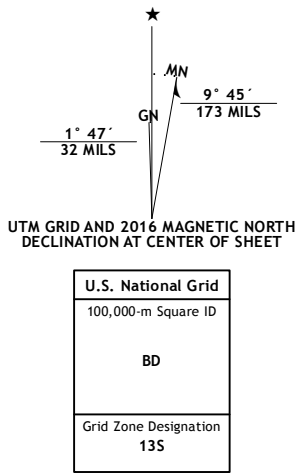 ★
MN
GN
9° 45´
173 MILS
1° 47´
32 MILS
UTM GRID AND 2016 MAGNETIC NORTH
DECLINATION AT CENTER OF SHEET
U.S. National Grid
100,000-m Square ID
BD
Grid Zone Designation
13S